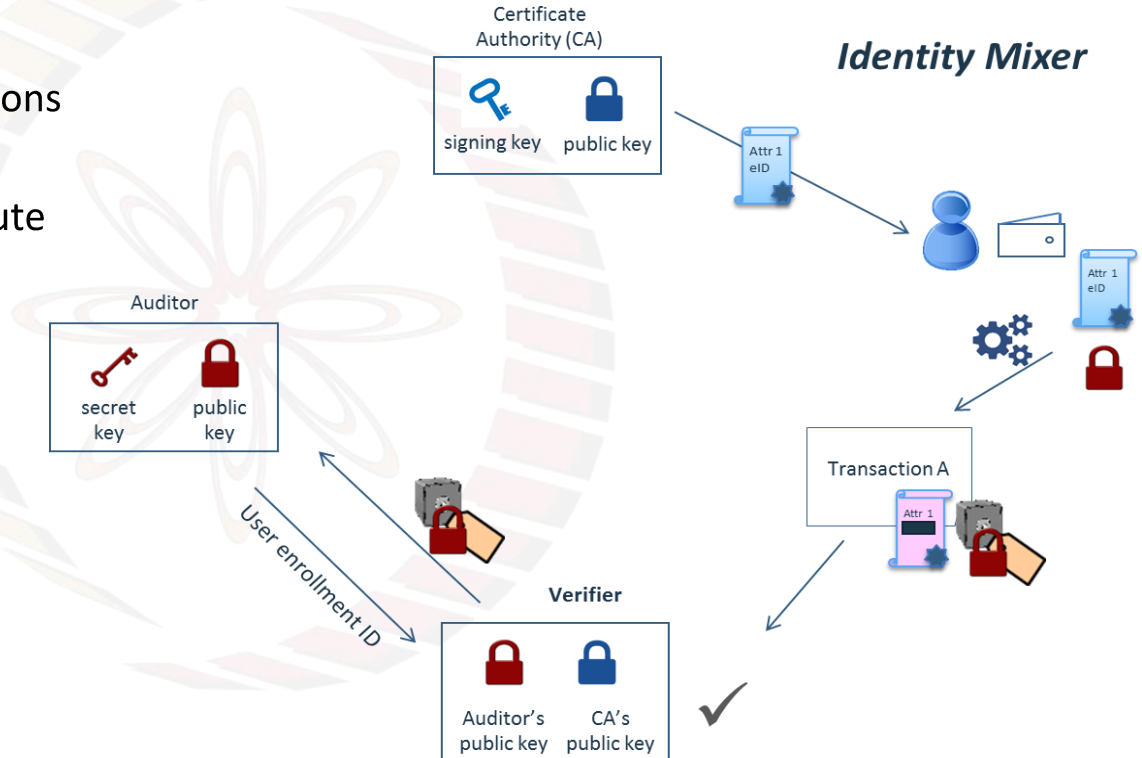 Certificate
Authority (CA)
Identity Mixer
ons
signing key
public key
Attr 1
eID
ute
Attr 1
eID
Auditor
secret
key
public
key
Transaction A
Attr 1
User enrollment ID
Verifier
Auditor's
public key
CA's
public key